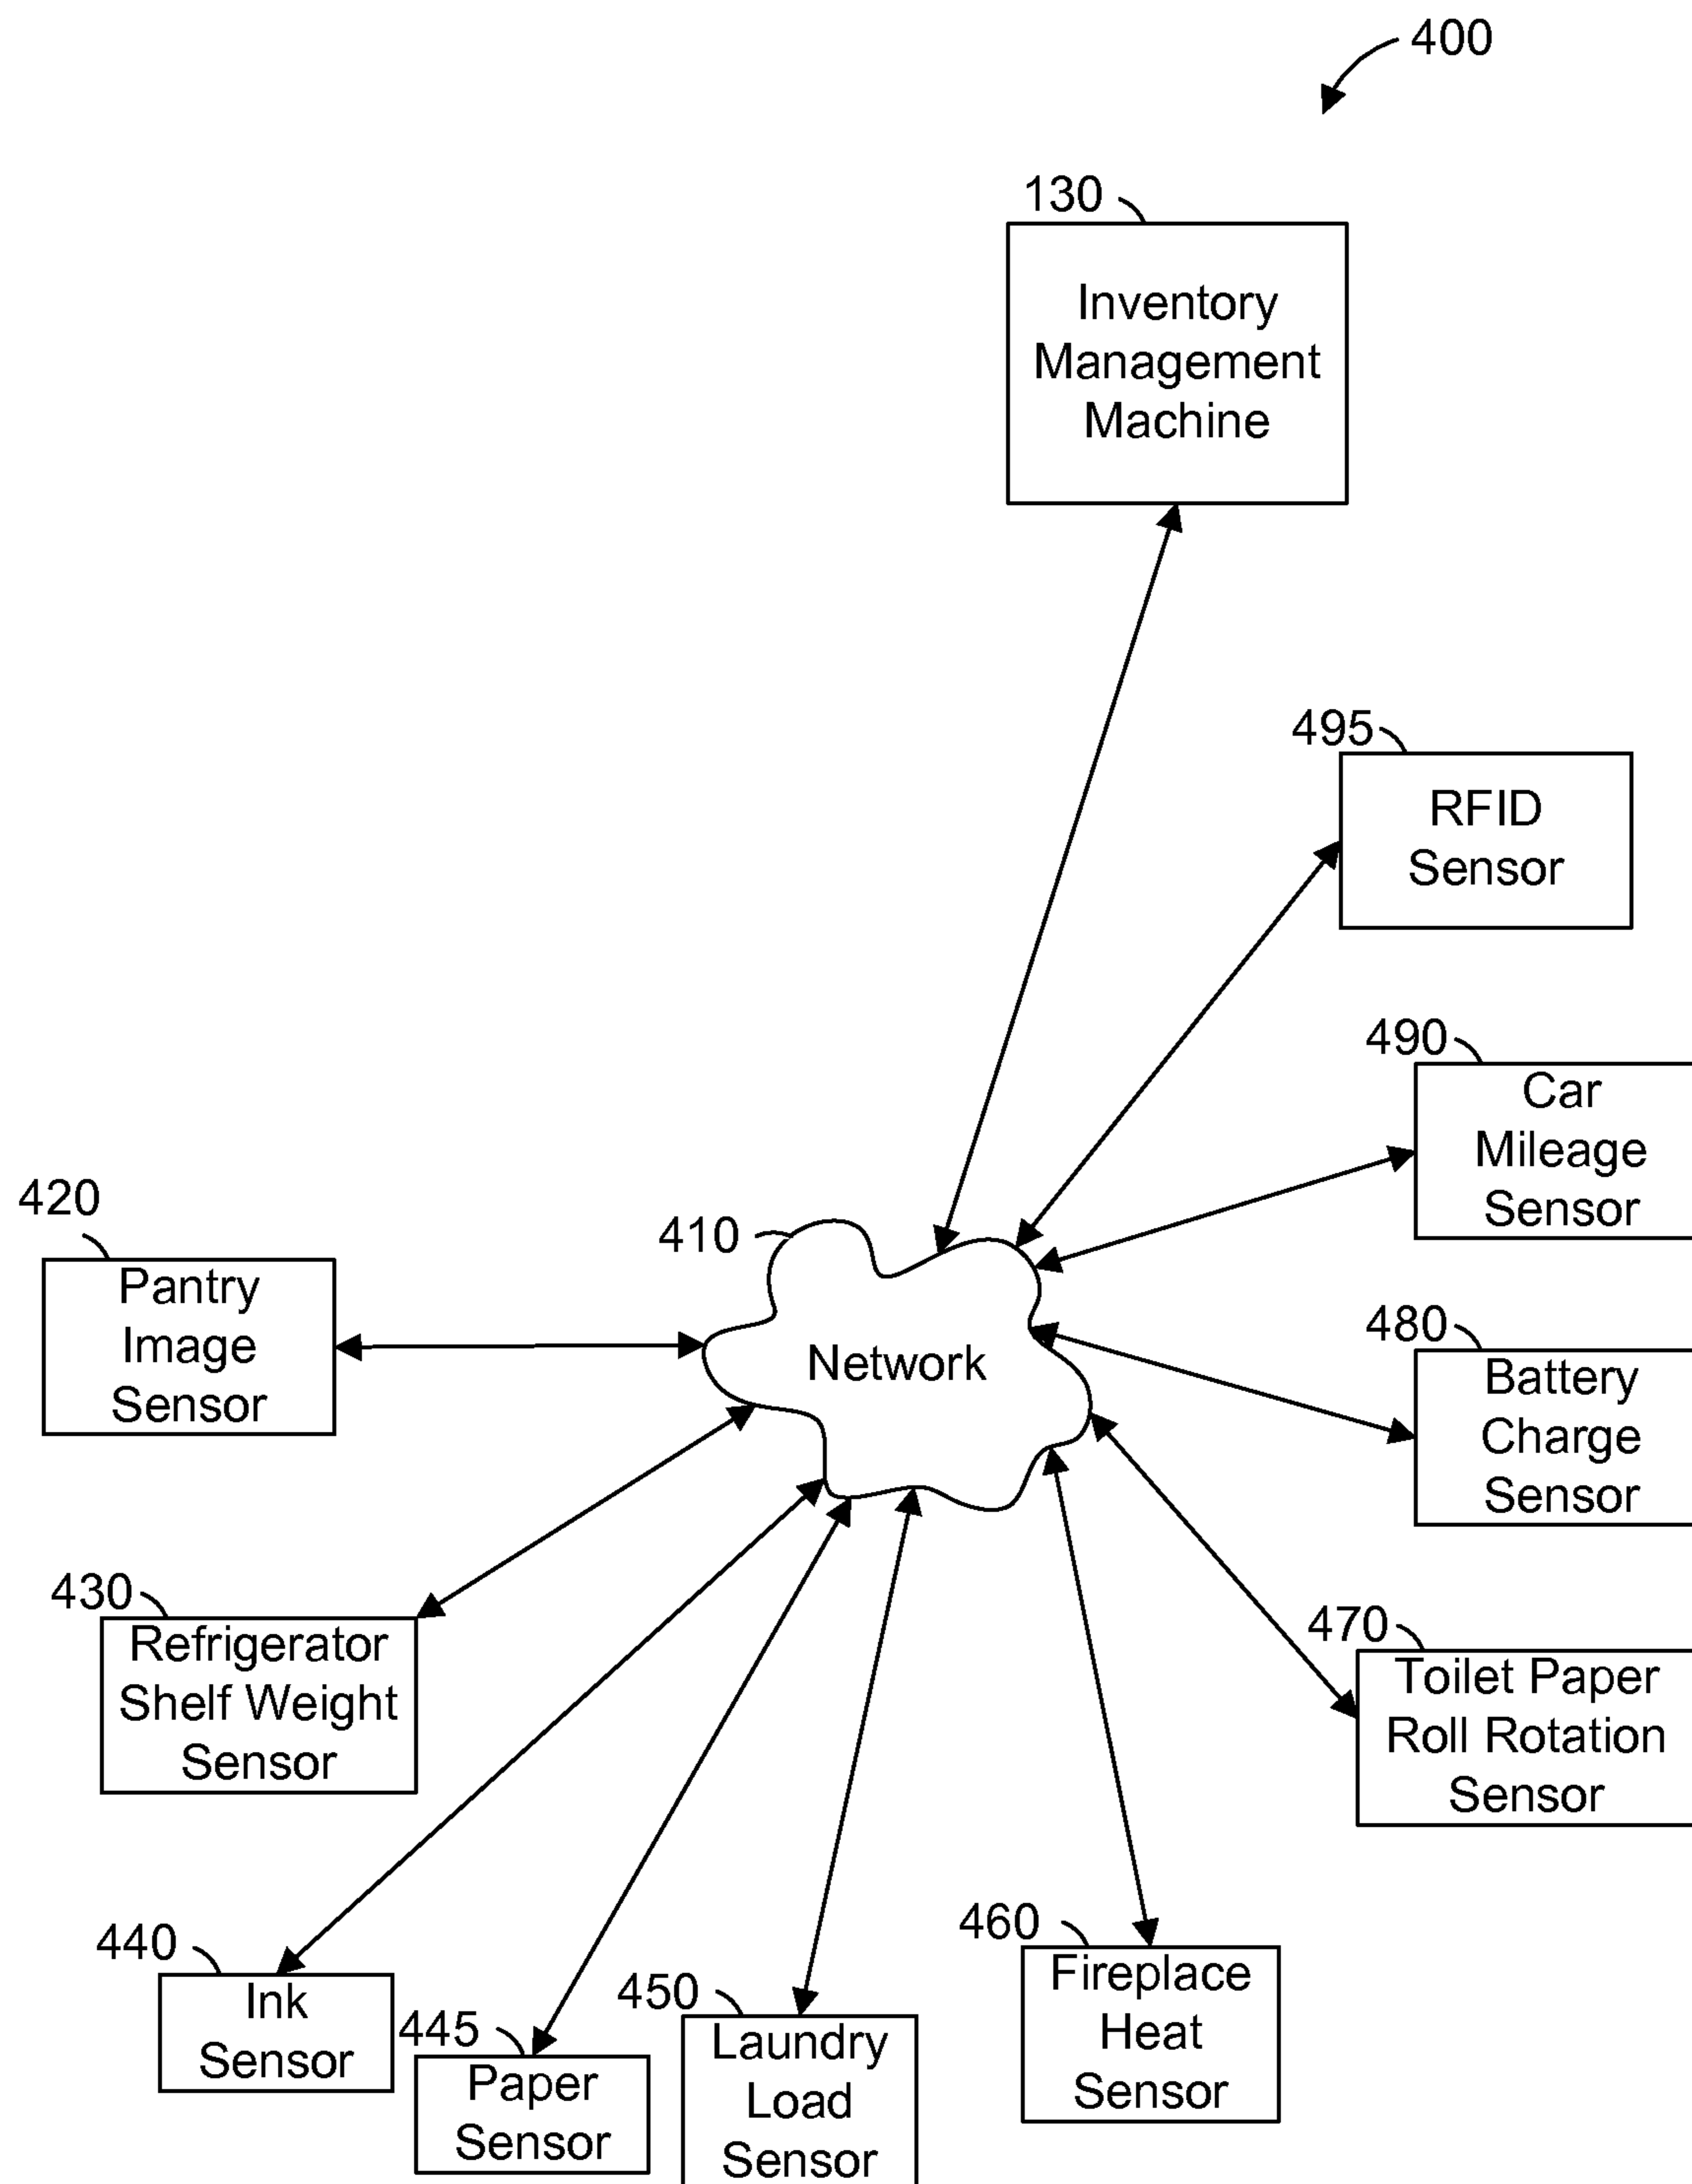 400
130
Inventory
Management
Machine
495
RFID
Sensor
490
Car
Mileage
Sensor
420
Pantry
Image
Sensor
410
Network
480
Battery
Charge
Sensor
430
Refrigerator
Shelf Weight
Sensor
470
Toilet Paper
Roll Rotation
Sensor
440
Ink
Sensor
445
Paper
Sensor
450
Laundry
Load
Sensor
460
Fireplace
Heat
Sensor